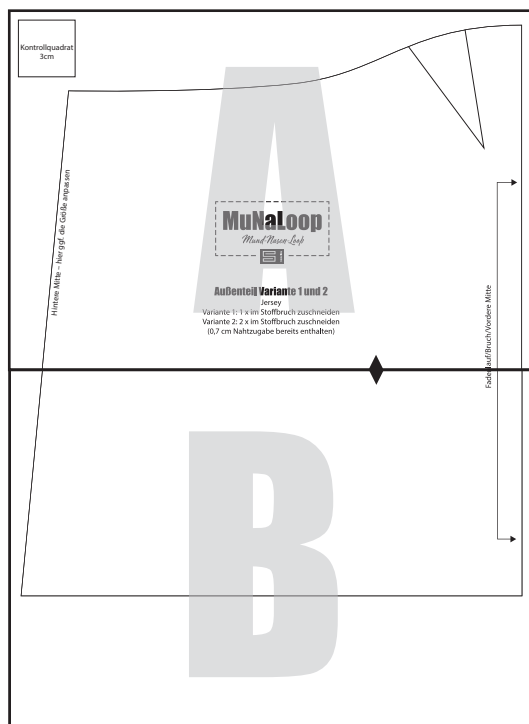 Kontrollquadrat
3cm
A
Hintere Mitte – hier ggf. die Größe anpassen
MuNaLoop
Mund-Nasen-Loop
Außenteil Variante 1 und 2
Jersey
Variante 1: 1 x im Stoffbruch zuschneiden
Variante 2: 2 x im Stoffbruch zuschneiden
(0,7 cm Nahtzugabe bereits enthalten)
Fadenlauf/Bruch/Vordere Mitte
B